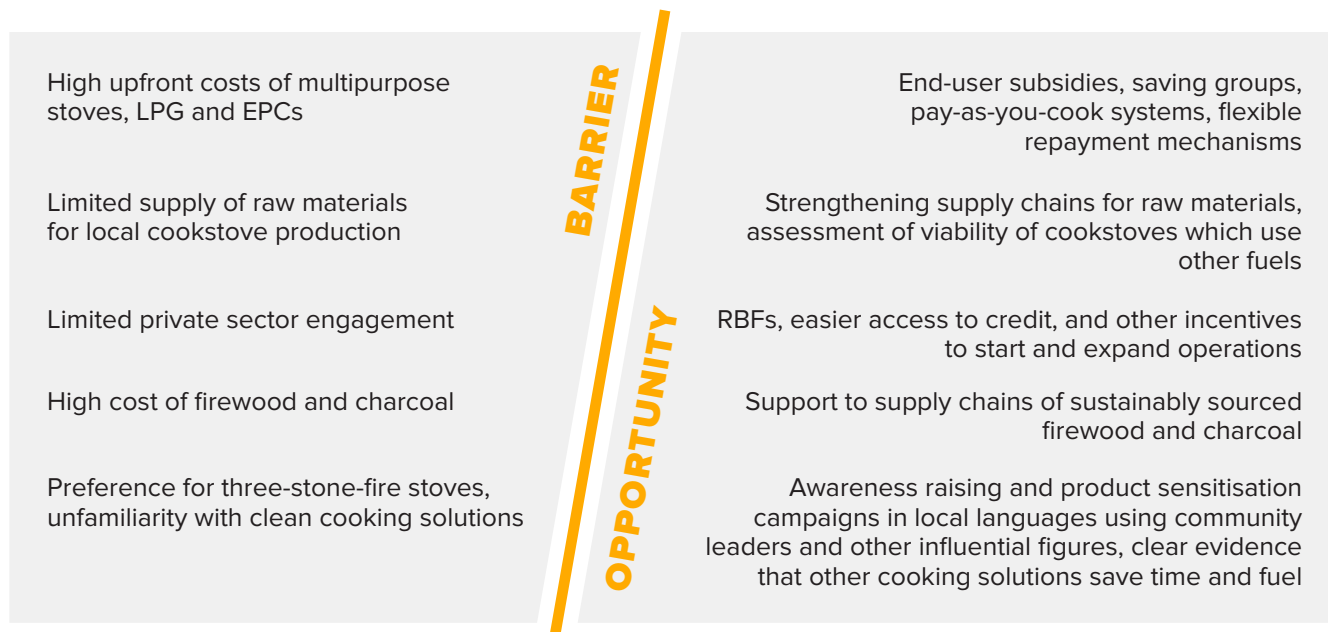 BARRIER
High upfront costs of multipurpose
stoves, LPG and EPCs
Limited supply of raw materials
for local cookstove production
Limited private sector engagement
High cost of firewood and charcoal
Preference for three-stone-fire stoves,
unfamiliarity with clean cooking solutions
OPPORTUNITY
End-user subsidies, saving groups,
pay-as-you-cook systems, flexible
repayment mechanisms
Strengthening supply chains for raw materials,
assessment of viability of cookstoves which use
other fuels
RBFs, easier access to credit, and other incentives
to start and expand operations
Support to supply chains of sustainably sourced
firewood and charcoal
Awareness raising and product sensitisation
campaigns in local languages using community
leaders and other influential figures, clear evidence
that other cooking solutions save time and fuel